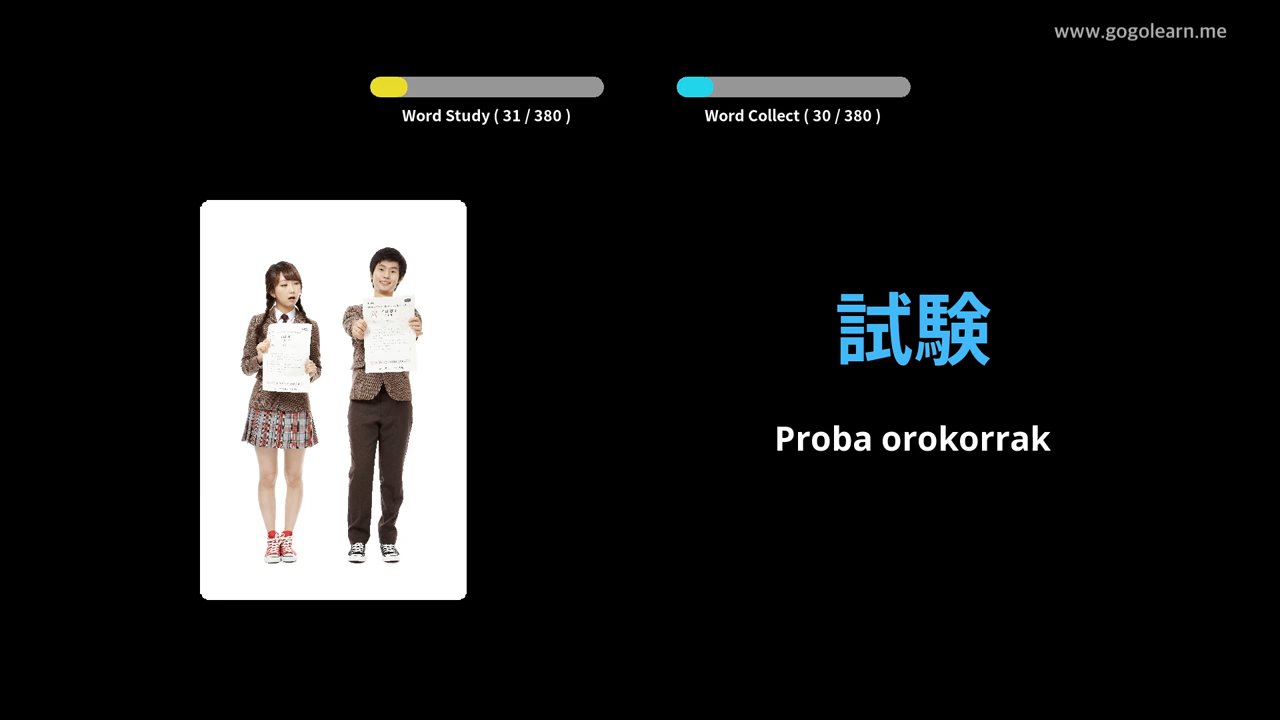 www.gogolearn.me
Word Study ( 31 / 380 )
Word Collect ( 30 / 380 )
試験
Proba orokorrak